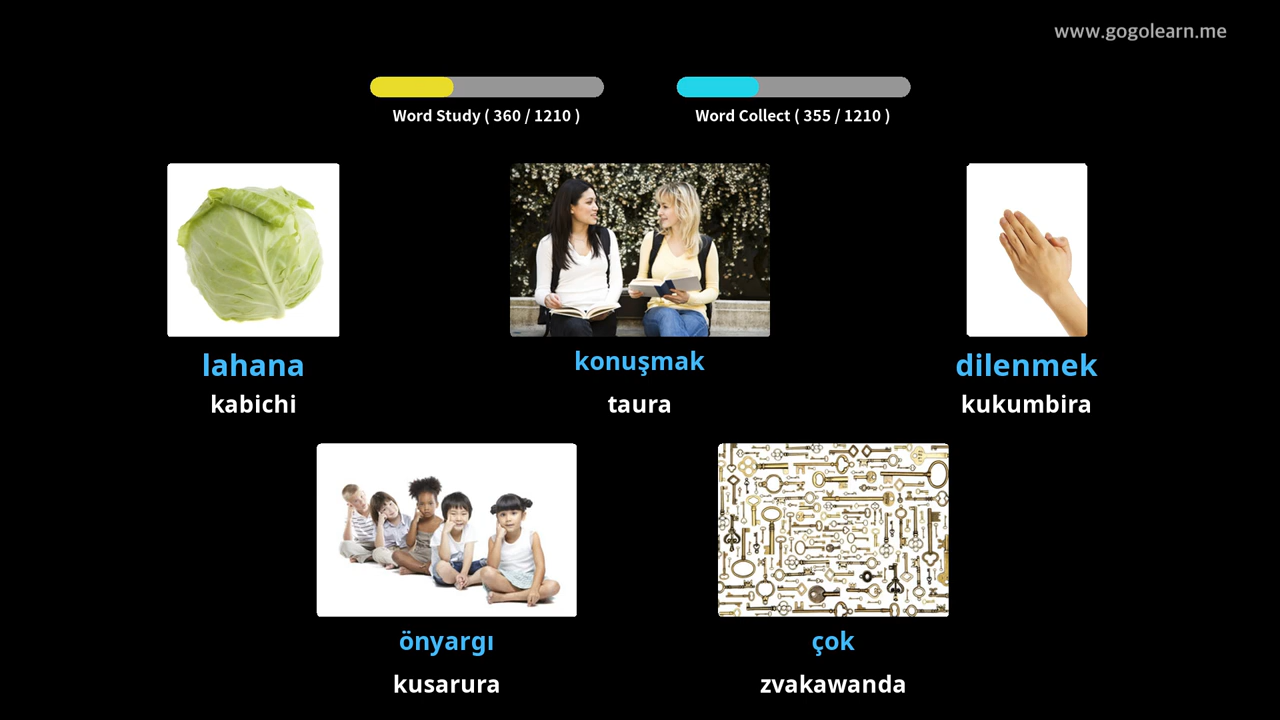 www.gogolearn.me
Word Study ( 360 / 1210 )
Word Collect ( 355 / 1210 )
lahana
kabichi
konuşmak
taura
dilenmek
kukumbira
önyargı
kusarura
çok
zvakawanda